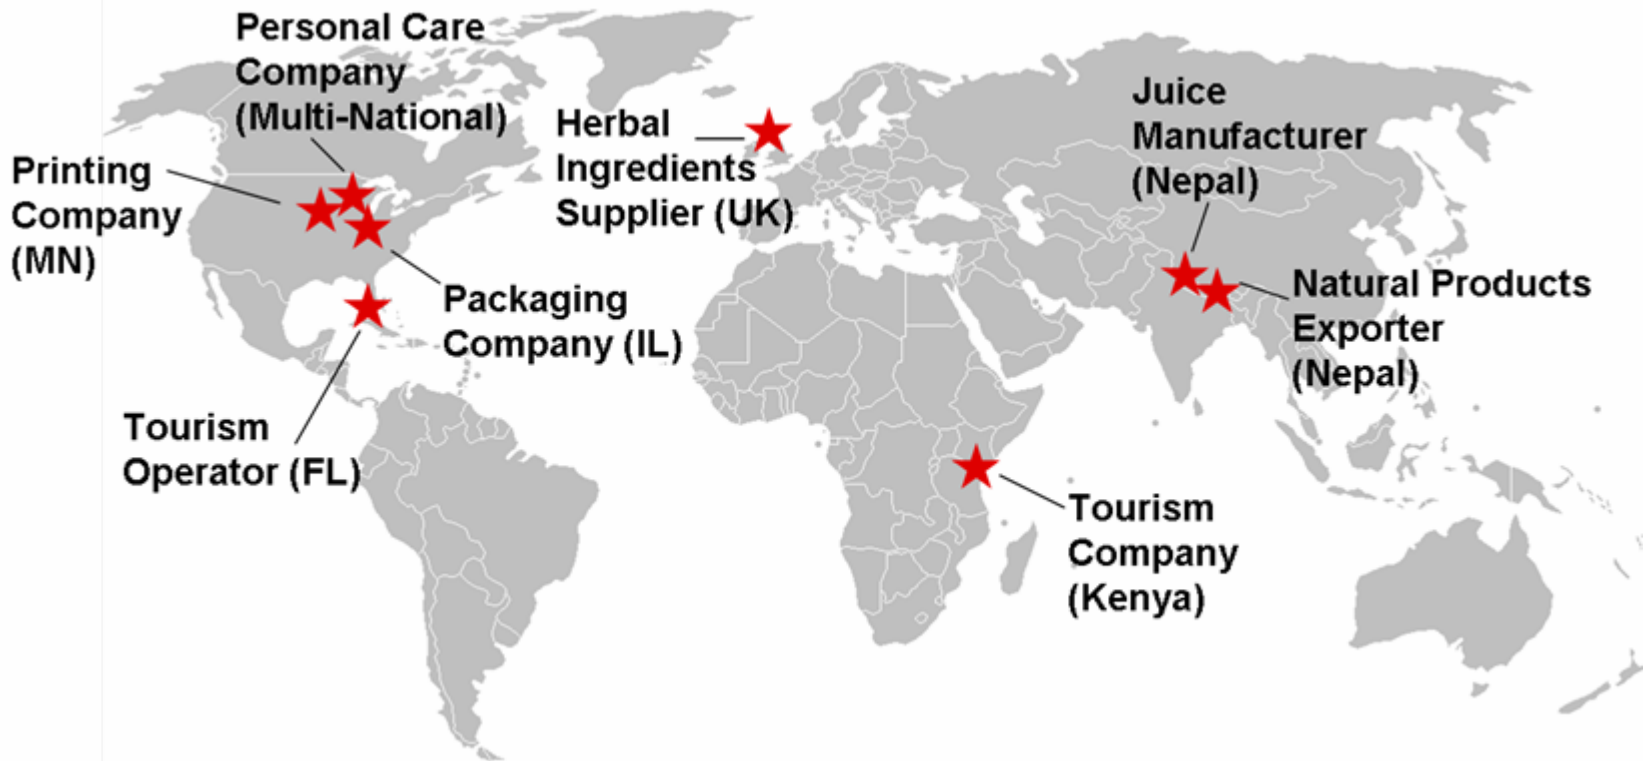 Personal Care
Company
(Multi-National)
Printing
Company
(MN)
Packaging
Company (IL)
Tourism
Operator (FL)
Herbal
Ingredients
Supplier (UK)
Juice
Manufacturer
(Nepal)
Natural Products
Exporter
(Nepal)
Tourism
Company
(Kenya)